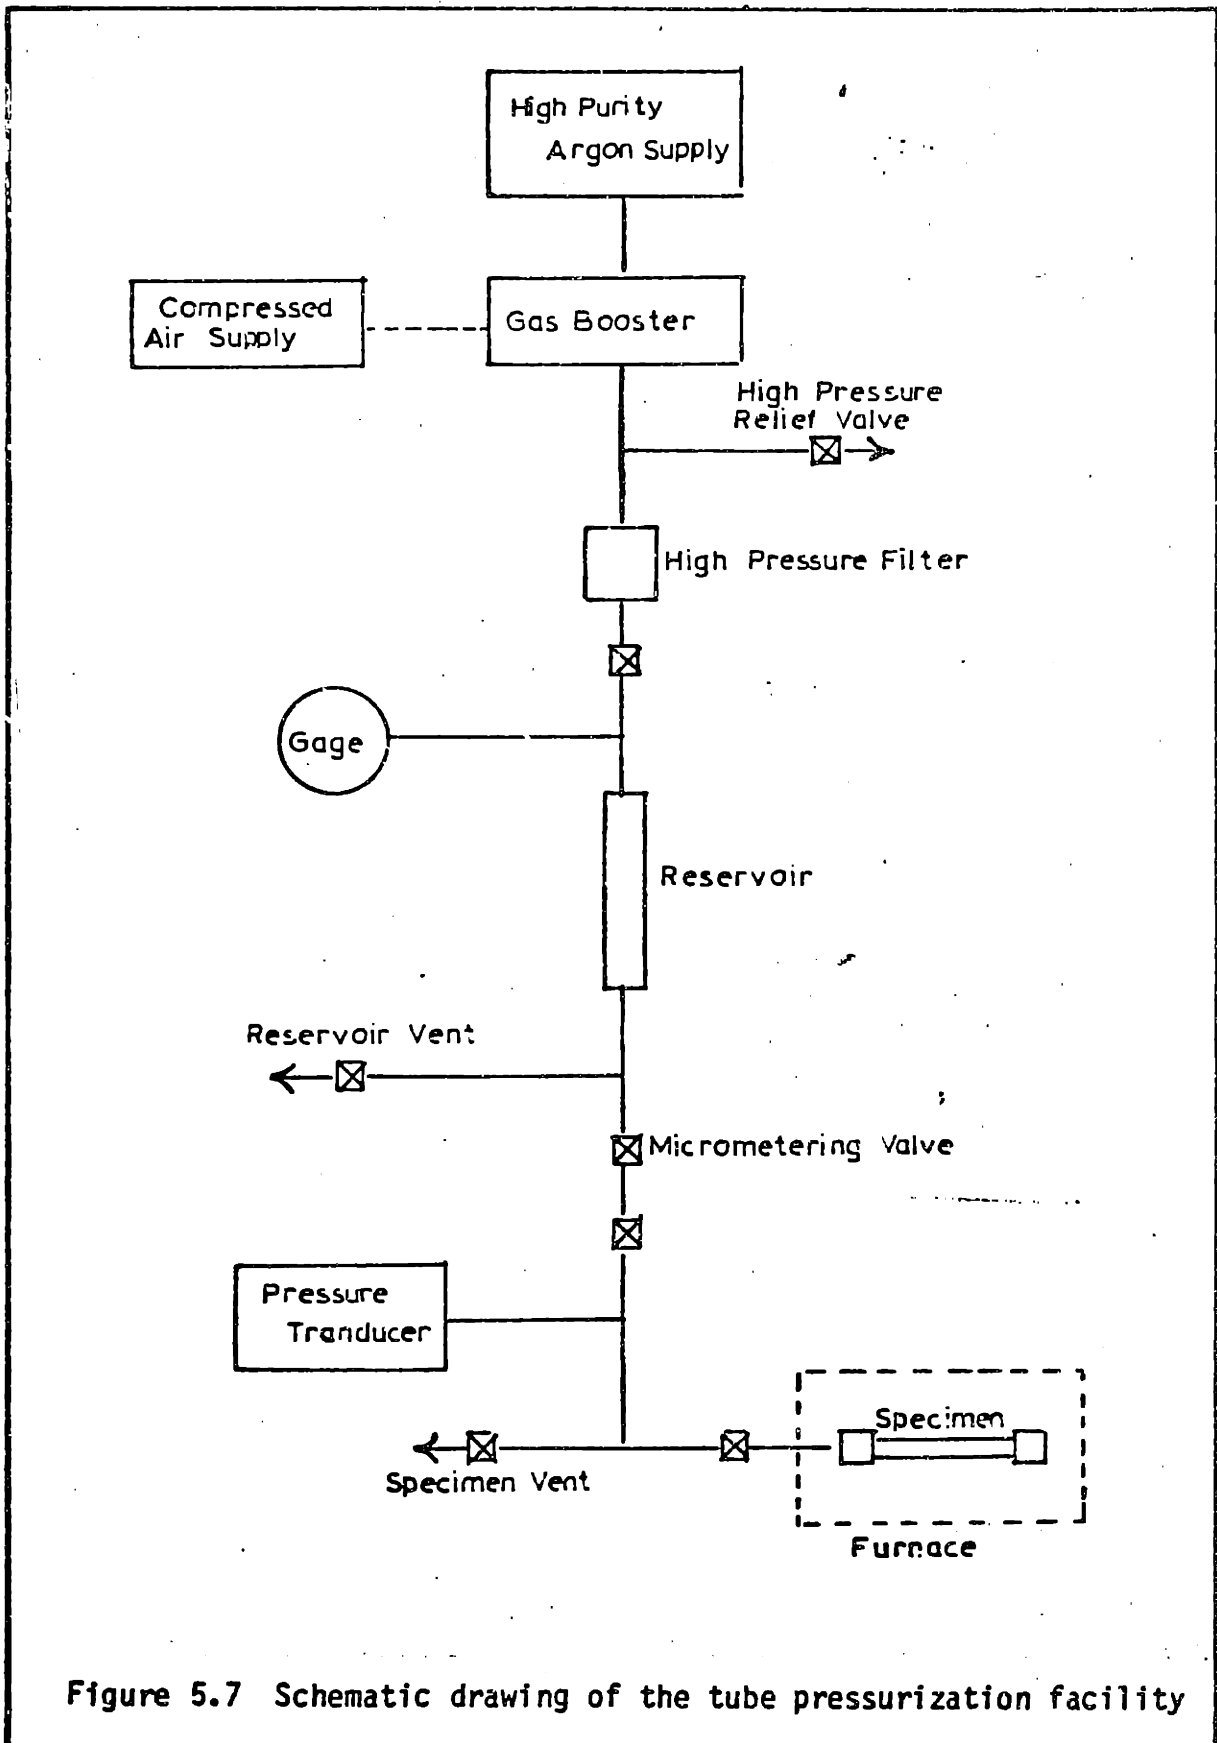 High Purity
Argon Supply
Compressed
Air Supply
Gas Booster
High Pressure
Relief Valve
High Pressure Filter
Gage
Reservoir
Reservoir Vent
Micrometering Valve
Pressure
Tranducer
Specimen
Specimen Vent
Furnace
Figure 5.7 Schematic drawing of the tube pressurization facility